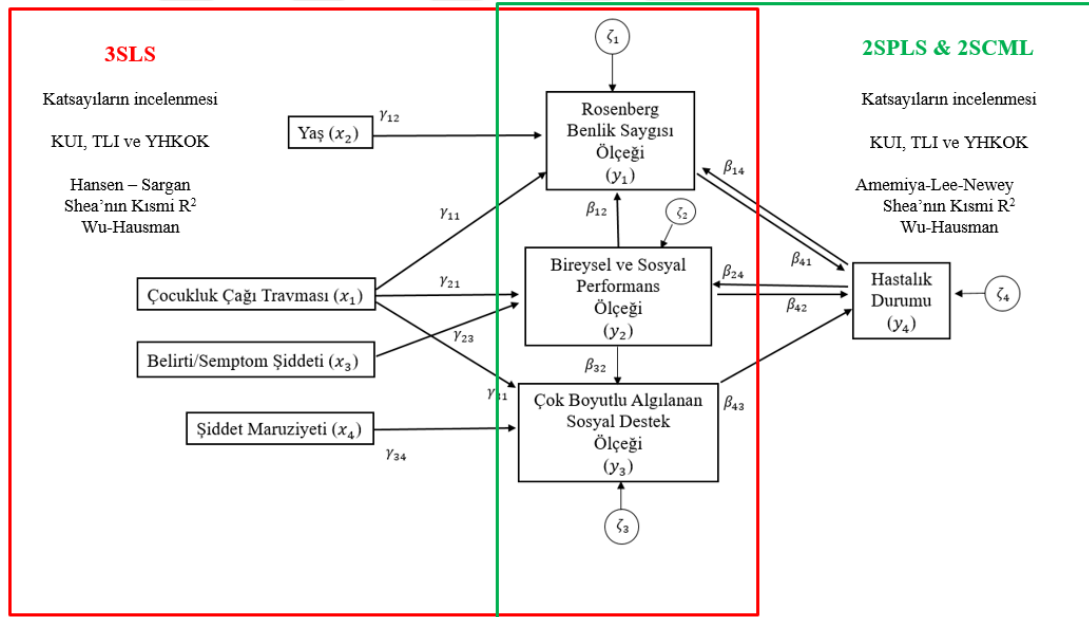 3SLS
Katsayıların incelenmesi
KUI, TLI ve YHKOK
Hansen – Sargan
Shea’nın Kısmi R²
Wu-Hausman
2SPLS & 2SCML
Katsayıların incelenmesi
KUI, TLI ve YHKOK
Amemiya-Lee-Newey
Shea’nın Kısmi R²
Wu-Hausman
ζ₁
Rosenberg
Benlik Saygısı
Ölçeği
(y₁)
γ₁₂
Yaş (x₂)
γ₁₁
β₁₂
ζ₂
β₁₄
β₄₁
Bireysel ve Sosyal
Performans
Ölçeği
(y₂)
β₂₄
β₄₂
Hastalık
Durumu
(y₄)
ζ₄
Çocukluk Çağı Travması (x₁)
γ₂₁
γ₂₃
Belirti/Semptom Şiddeti (x₃)
β₃₂
γ₃₁
β₄₃
Çok Boyutlu Algılanan
Sosyal Destek
Ölçeği
(y₃)
Şiddet Maruziyeti (x₄)
γ₃₄
ζ₃